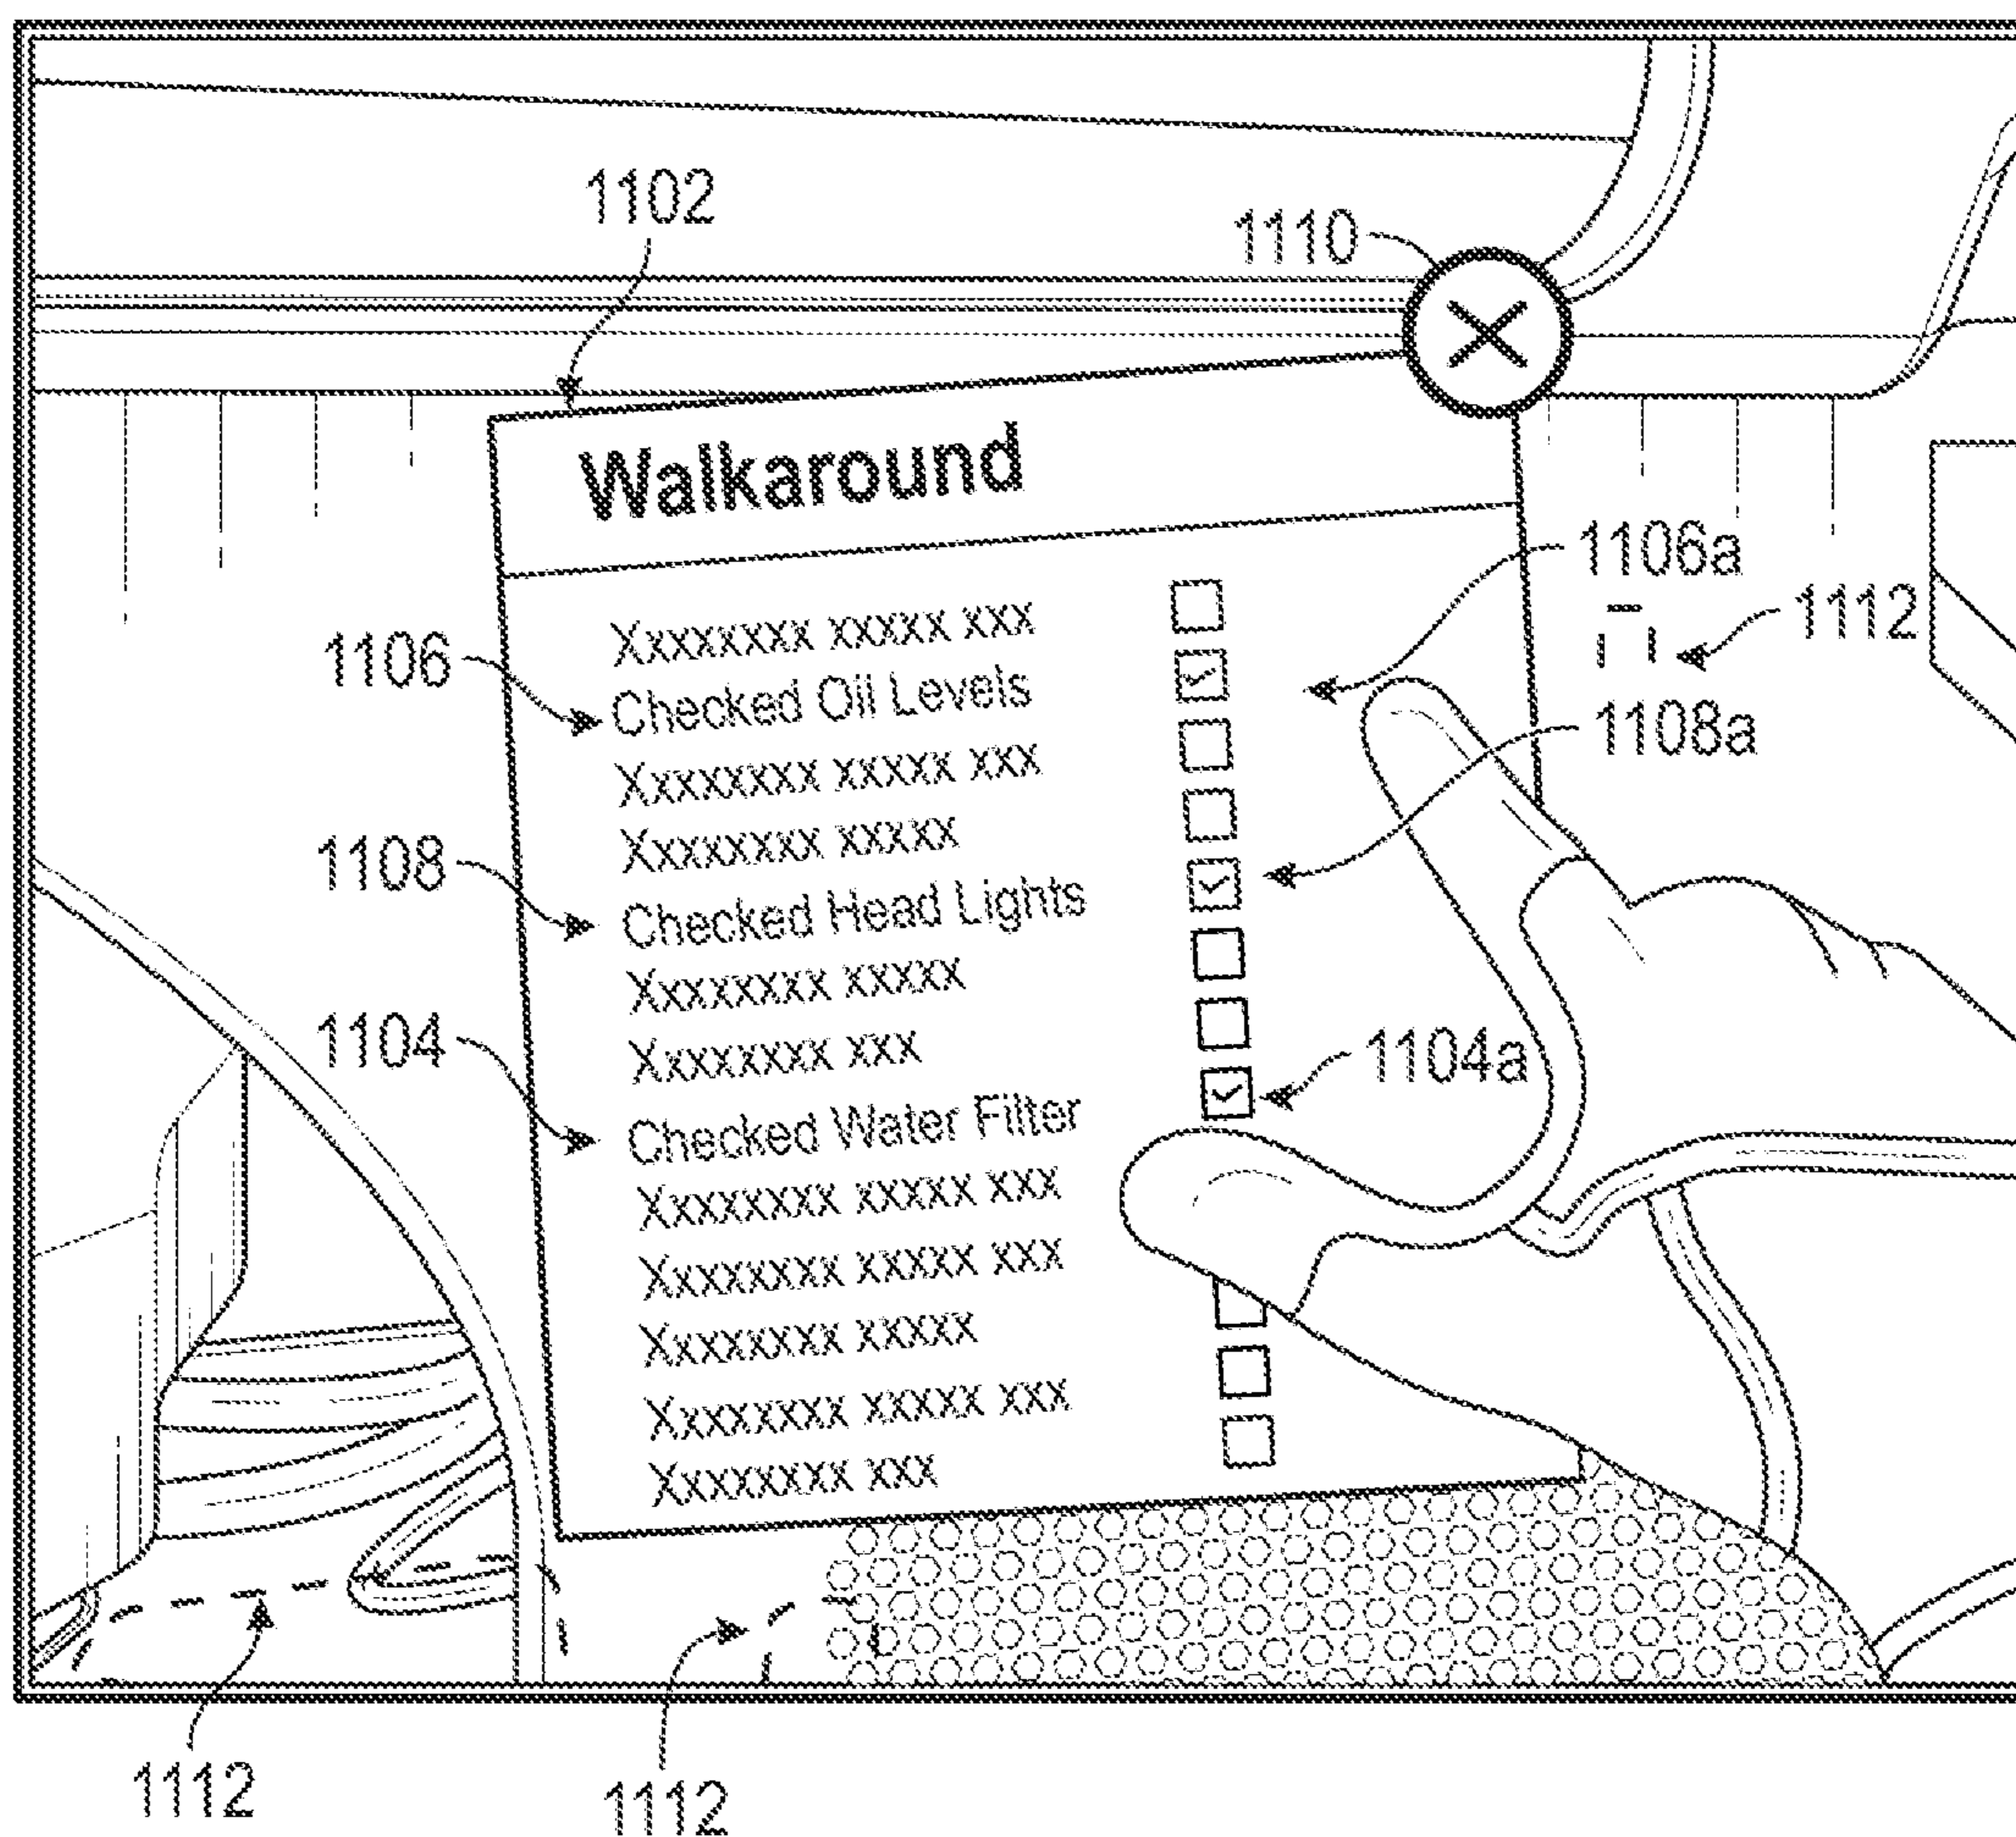 1102
1110
Walkaround
1106a
1112
Xxxxxxxx xxxxx xxx
1106
Checked Oil Levels
1108a
Xxxxxxxx xxxxx xxx
Xxxxxxxx xxxxx
1108
Checked Head Lights
Xxxxxxxx xxxxx
1104
Xxxxxxxx xxx
1104a
Checked Water Filter
Xxxxxxxx xxxxx xxx
Xxxxxxxx xxxxx xxx
Xxxxxxxx xxxxx
Xxxxxxxx xxxxx xxx
Xxxxxxxx xxx
1112
1112